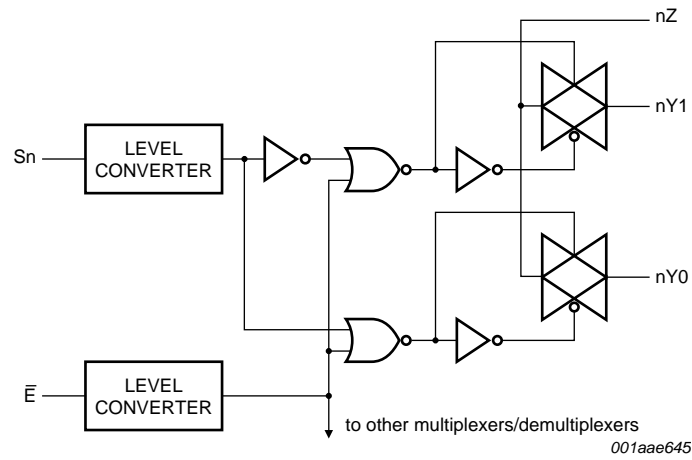 nZ
nY1
Sn
LEVEL
CONVERTER
nY0
E̅
LEVEL
CONVERTER
to other multiplexers/demultiplexers
001aae645